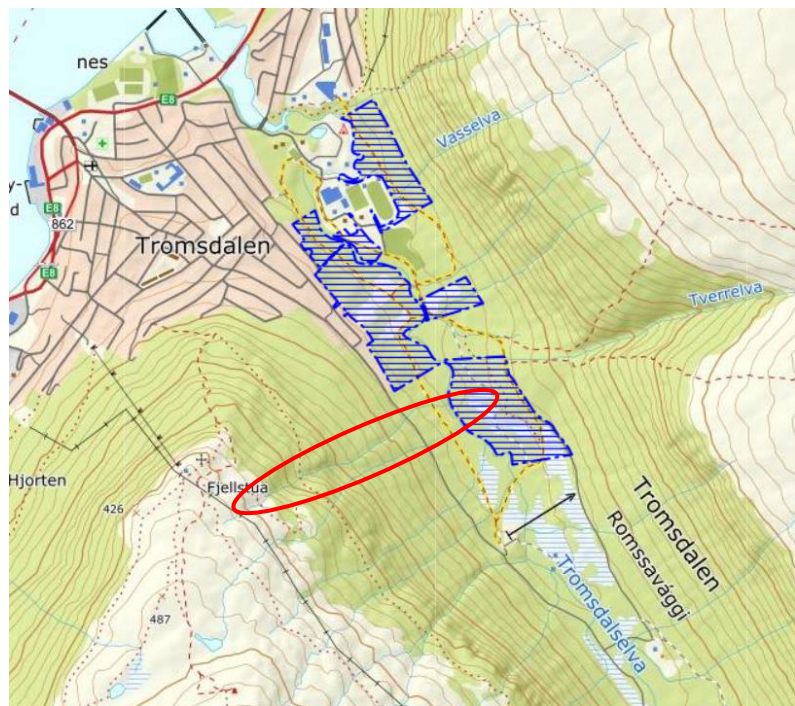 nes
E8
Vasselva
y-
d
E8
862
Tromsdalen
E8
Tverrelva
Hjorten
Fjellstua
426
Tromsdalen
Romssavággi
487
Tromsdalselva